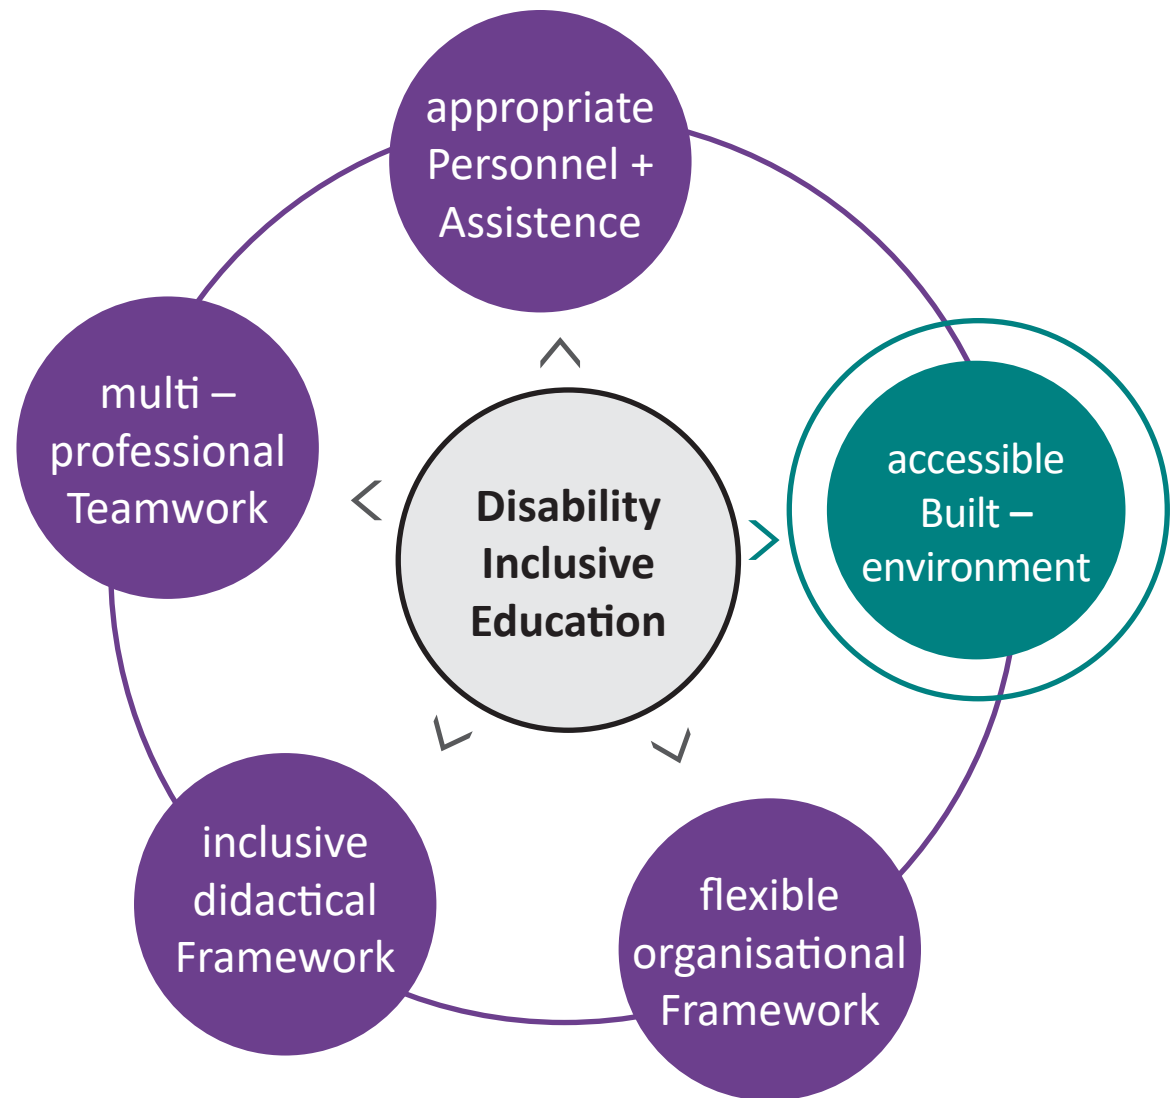 appropriate
Personnel +
Assistence
multi –
professional
Teamwork
Disability
Inclusive
Education
accessible
Built –
environment
inclusive
didactical
Framework
flexible
organisational
Framework